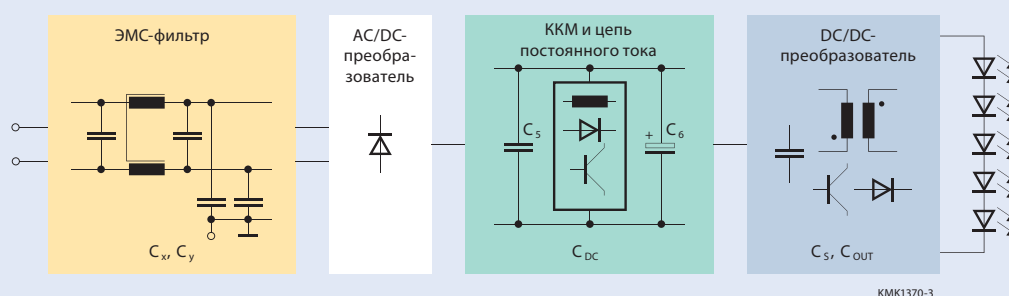 ЭМС-фильтр
AC/DC-
преобра-
зователь
ККМ и цепь
постоянного тока
DC/DC-
преобразователь
C5
+
C6
Cx, Cy
CDC
CS, COUT
KMK1370-3